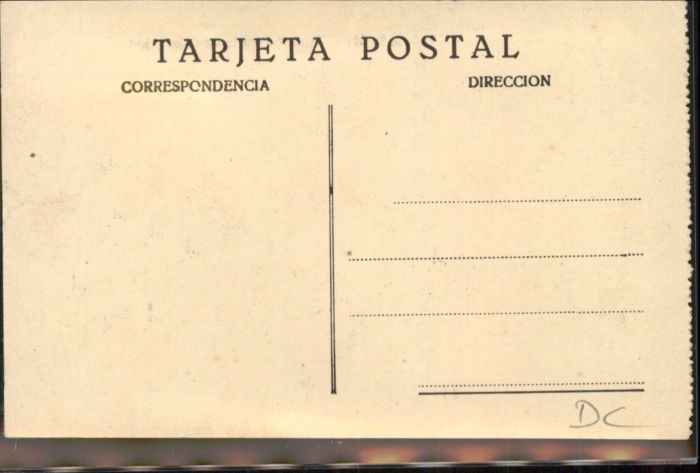 TARJETA POSTAL
CORRESPONDENCIA
DIRECCION
DC